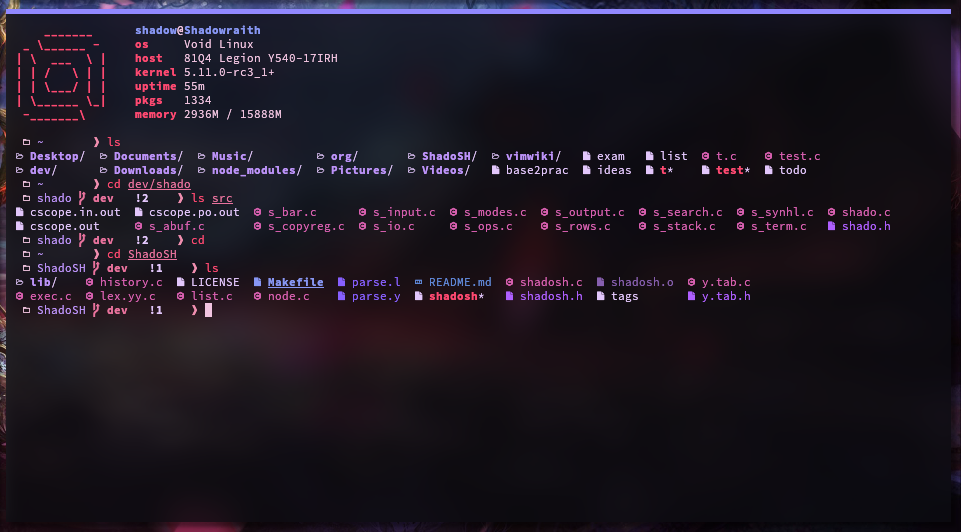 shadow@Shadowraith
os Void Linux
host 81Q4 Legion Y540-17IRH
kernel 5.11.0-rc3_1+
uptime 55m
pkgs 1334
memory 2936M / 15888M
~ ❱ ls
Desktop/ Documents/ Music/ org/ ShadoSH/ vimwiki/ exam list t.c test.c
dev/ Downloads/ node_modules/ Pictures/ Videos/ base2prac ideas t* test* todo
~ ❱ cd dev/shado
shado dev !2 ❱ ls src
cscope.in.out cscope.po.out s_bar.c s_input.c s_modes.c s_output.c s_search.c s_synhl.c shado.c
cscope.out s_abuf.c s_copyreg.c s_io.c s_ops.c s_rows.c s_stack.c s_term.c shado.h
shado dev !2 ❱ cd
~ ❱ cd ShadoSH
ShadoSH dev !1 ❱ ls
lib/ history.c LICENSE Makefile parse.l README.md shadosh.c shadosh.o y.tab.c
exec.c lex.yy.c list.c node.c parse.y shadosh* shadosh.h tags y.tab.h
ShadoSH dev !1 ❱